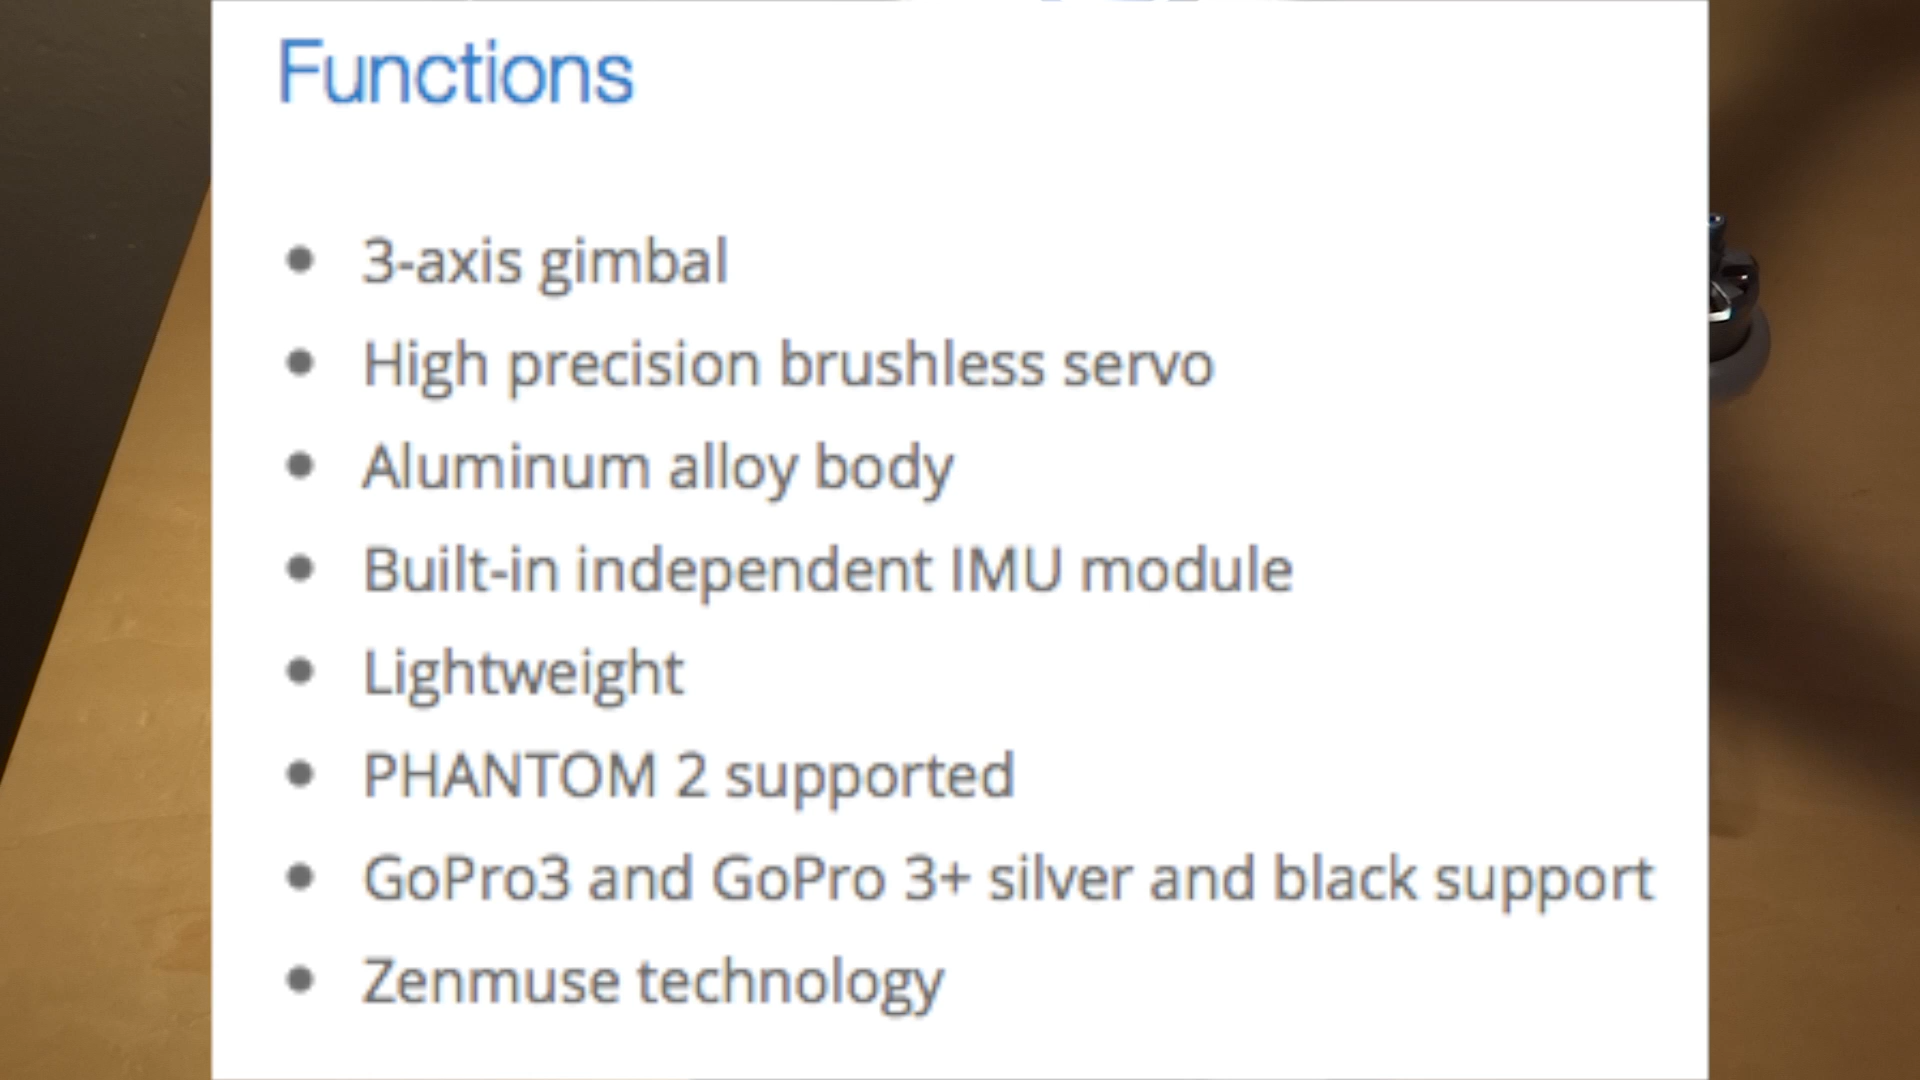 Functions
3-axis gimbal
High precision brushless servo
Aluminum alloy body
Built-in independent IMU module
Lightweight
PHANTOM 2 supported
GoPro3 and GoPro 3+ silver and black support
Zenmuse technology